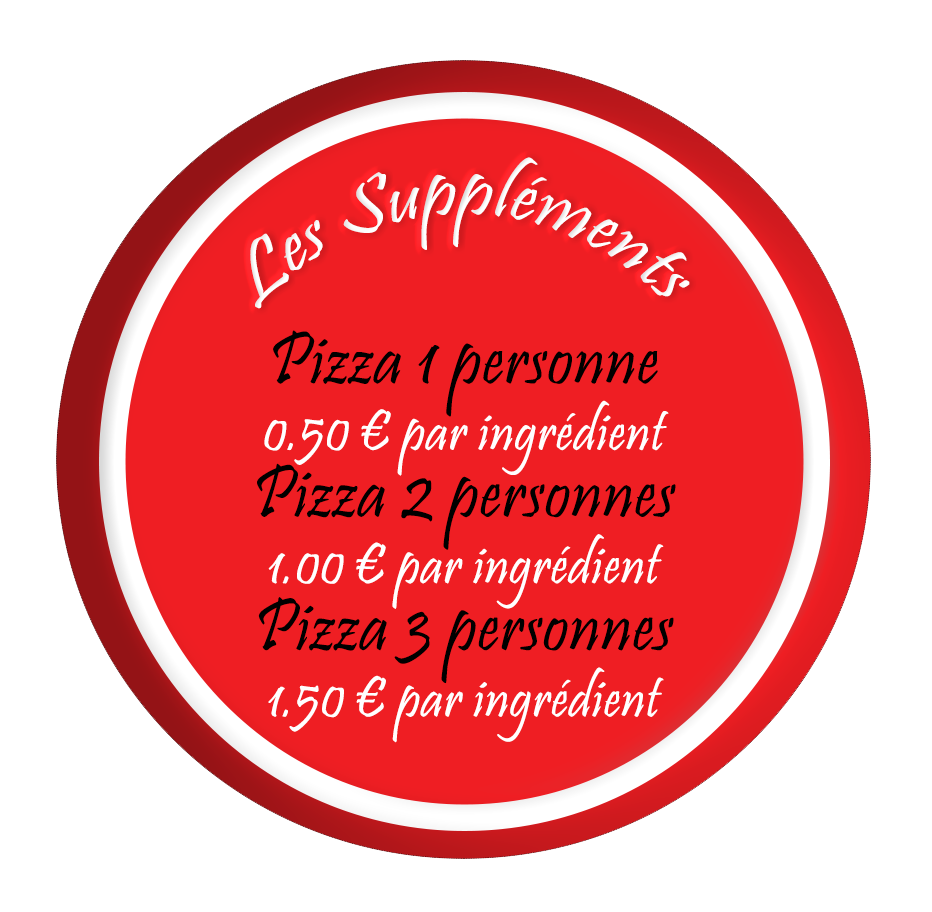 Les Suppléments
Pizza 1 personne
0.50 € par ingrédient
Pizza 2 personnes
1.00 € par ingrédient
Pizza 3 personnes
1.50 € par ingrédient